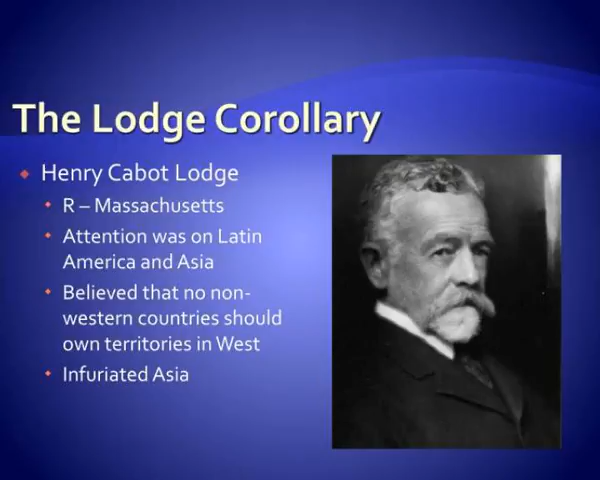 The Lodge Corollary
Henry Cabot Lodge
R – Massachusetts
Attention was on Latin
America and Asia
Believed that no non-
western countries should
own territories in West
Infuriated Asia